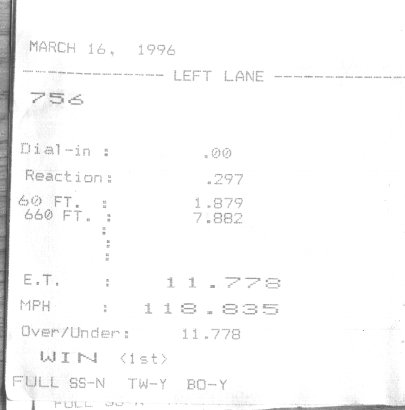 MARCH 16, 1996
--------------- LEFT LANE ---------------
756
Dial-in : .00
Reaction: .297
60 FT. : 1.879
660 FT. : 7.882
:
:
:
E.T. : 11.778
MPH : 118.835
Over/Under: 11.778
WIN (1st)
FULL SS-N TW-Y BO-Y
FULL